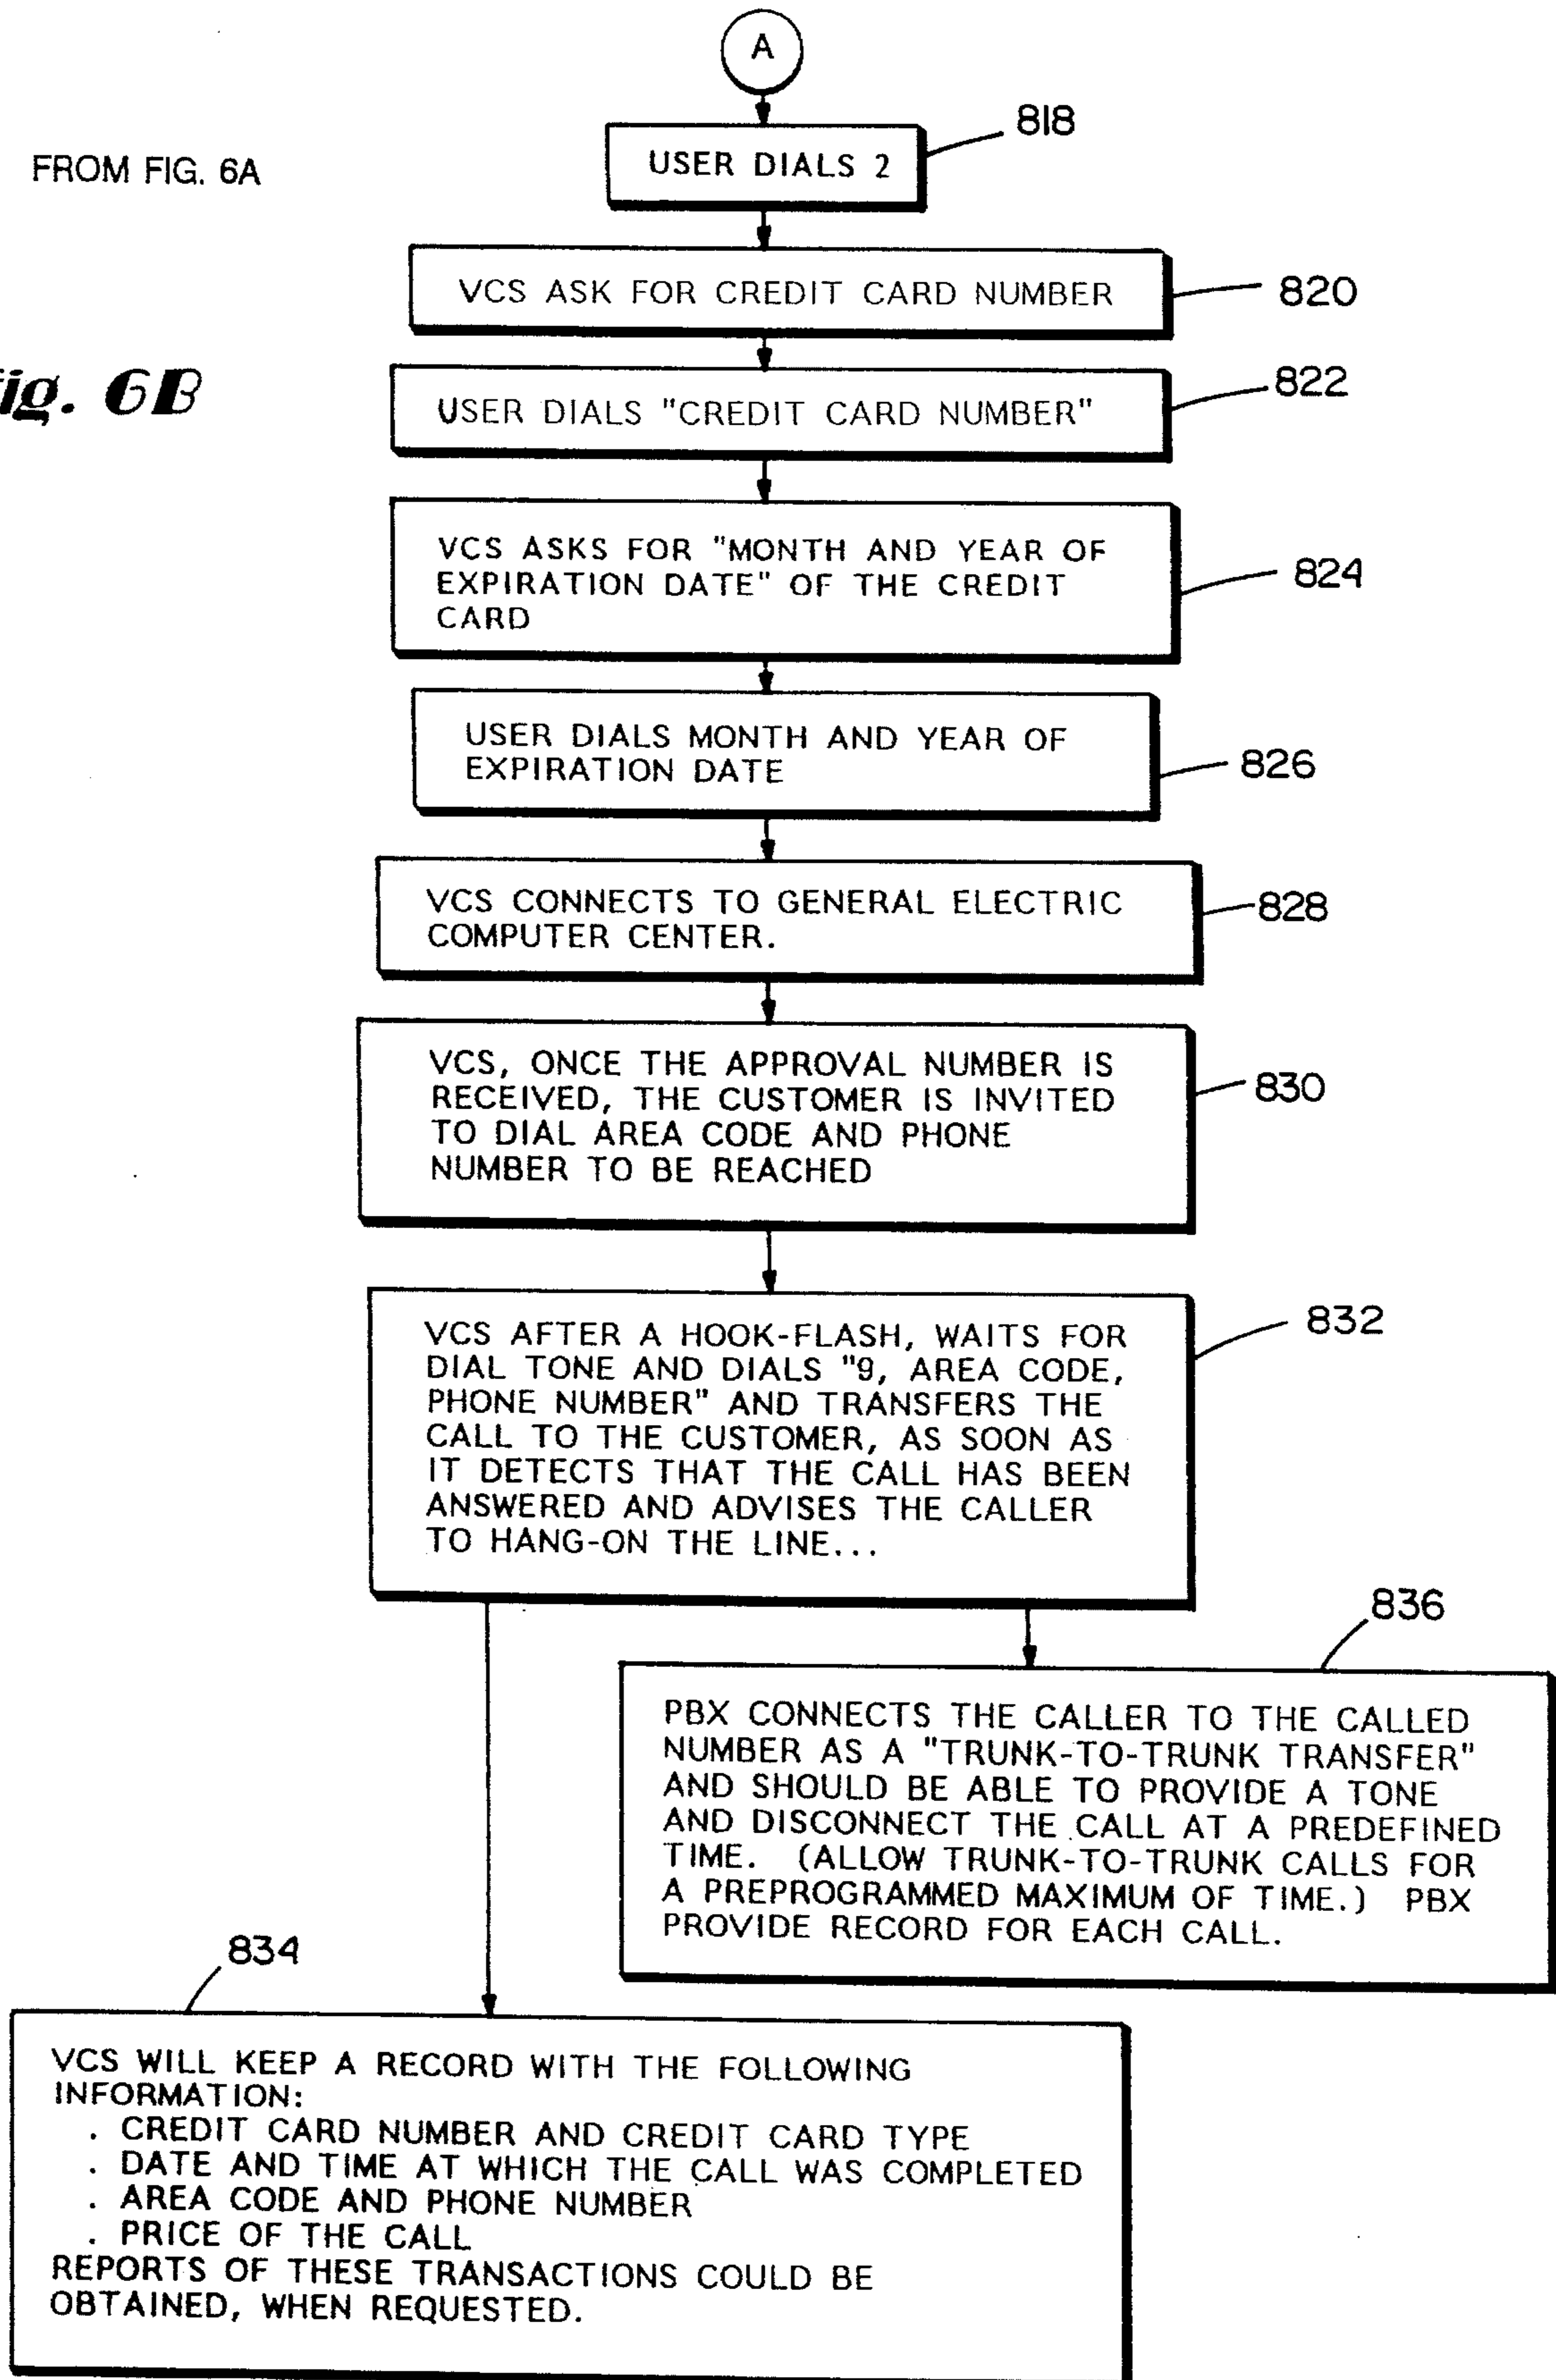 A
818
FROM FIG. 6A
USER DIALS 2
VCS ASK FOR CREDIT CARD NUMBER
820
ig. 6B
822
USER DIALS "CREDIT CARD NUMBER"
VCS ASKS FOR "MONTH AND YEAR OF
EXPIRATION DATE" OF THE CREDIT
CARD
824
USER DIALS MONTH AND YEAR OF
EXPIRATION DATE
826
VCS CONNECTS TO GENERAL ELECTRIC
COMPUTER CENTER.
828
VCS, ONCE THE APPROVAL NUMBER IS
RECEIVED, THE CUSTOMER IS INVITED
TO DIAL AREA CODE AND PHONE
NUMBER TO BE REACHED
830
832
VCS AFTER A HOOK-FLASH, WAITS FOR
DIAL TONE AND DIALS "9, AREA CODE,
PHONE NUMBER" AND TRANSFERS THE
CALL TO THE CUSTOMER, AS SOON AS
IT DETECTS THAT THE CALL HAS BEEN
ANSWERED AND ADVISES THE CALLER
TO HANG-ON THE LINE...
836
PBX CONNECTS THE CALLER TO THE CALLED
NUMBER AS A "TRUNK-TO-TRUNK TRANSFER"
AND SHOULD BE ABLE TO PROVIDE A TONE
AND DISCONNECT THE CALL AT A PREDEFINED
TIME. (ALLOW TRUNK-TO-TRUNK CALLS FOR
A PREPROGRAMMED MAXIMUM OF TIME.) PBX
PROVIDE RECORD FOR EACH CALL.
834
VCS WILL KEEP A RECORD WITH THE FOLLOWING
INFORMATION:
. CREDIT CARD NUMBER AND CREDIT CARD TYPE
. DATE AND TIME AT WHICH THE CALL WAS COMPLETED
. AREA CODE AND PHONE NUMBER
. PRICE OF THE CALL
REPORTS OF THESE TRANSACTIONS COULD BE
OBTAINED, WHEN REQUESTED.